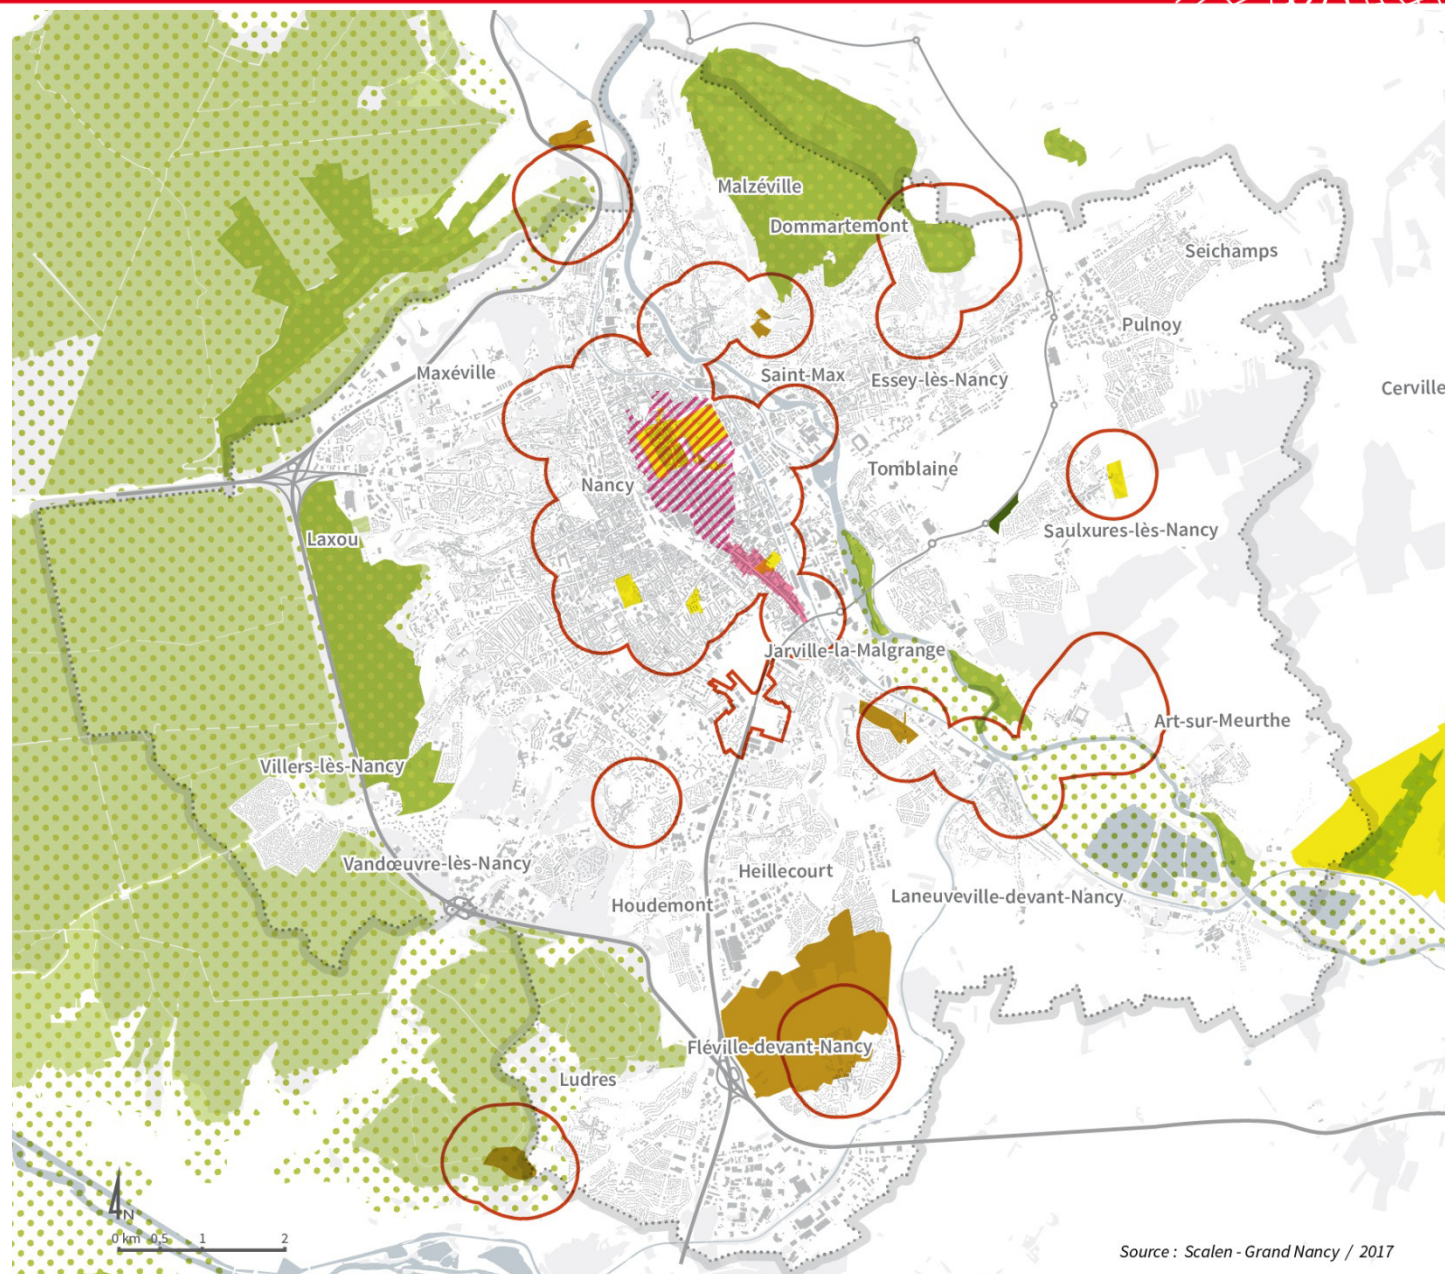 Malzéville
Dommartemont
Seichamps
Pulnoy
Maxéville
Saint-Max
Essey-lès-Nancy
Cerville
Tomblaine
Nancy
Saulxures-lès-Nancy
Laxou
Jarville-la-Malgrange
Art-sur-Meurthe
Villers-lès-Nancy
Vandœuvre-lès-Nancy
Heillecourt
Houdemont
Laneuveville-devant-Nancy
Fléville-devant-Nancy
Ludres
N
0 km 0,5 1 2
Source : Scalen - Grand Nancy / 2017